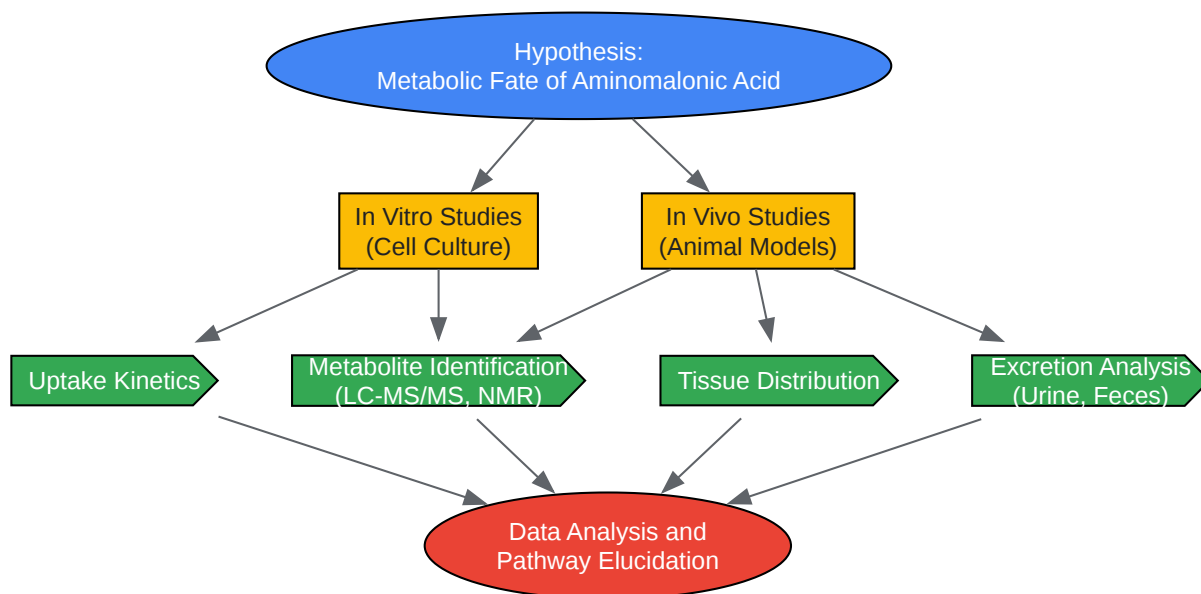 Hypothesis:
Metabolic Fate of Aminomalonic Acid
In Vitro Studies
(Cell Culture)
In Vivo Studies
(Animal Models)
Uptake Kinetics
Metabolite Identification
(LC-MS/MS, NMR)
Tissue Distribution
Excretion Analysis
(Urine, Feces)
Data Analysis and
Pathway Elucidation